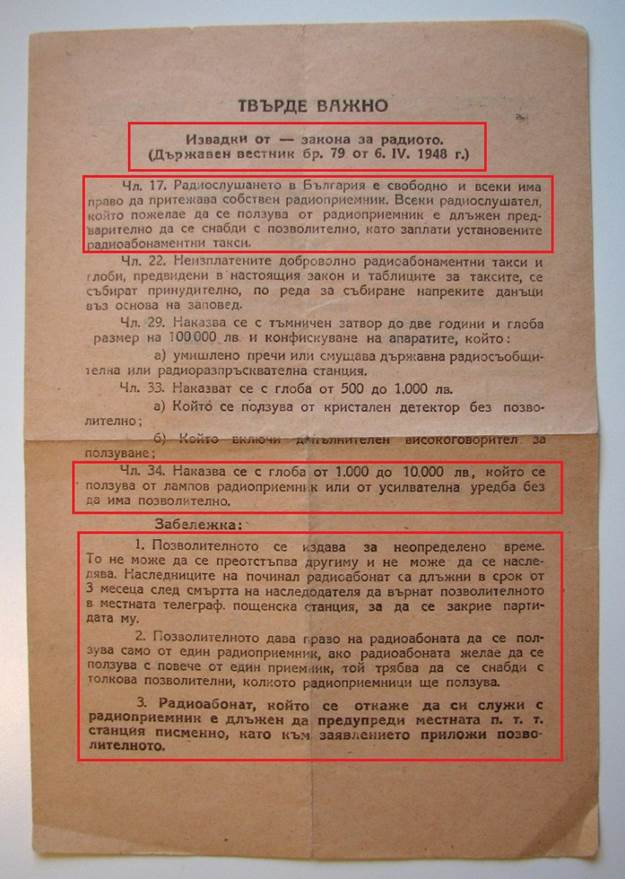 ТВЪРДЕ ВАЖНО
Извадки от — закона за радиото.
(Държавен вестник бр. 79 от 6. IV. 1948 г.)
Чл. 17. Радиослушането в България е свободно и всеки има
право да притежава собствен радиоприемник. Всеки радиослушател,
който пожелае да се ползува от радиоприемник е длъжен пред-
варително да се снабди с позволително, като заплати установените
радиоабонаментни такси.
Чл. 22. Неизплатените доброволно радиоабонаментни такси и
глоби, предвидени в настоящия закон и таблиците за таксите, се
събират принудително, по реда за събиране напреките данъци
въз основа на заповед.
Чл. 29. Наказва се с тъмничен затвор до две години и глоба
размер на 100.000 лв. и конфискуване на апаратите, който:
а) умишлено пречи или смущава държавна радиосъобщи-
телна или радиоразпръсквателна станция.
Чл. 33. Наказват се с глоба от 500 до 1.000 лв.
а) Който се ползува от кристален детектор без позво-
лително;
б) Който включи допълнителен високоговорител за
ползуване;
Чл. 34. Наказва се с глоба от 1.000 до 10.000 лв., който се
ползува от лампов радиоприемник или от усилвателна уредба без
да има позволително.
Забележка:
1. Позволителното се издава за неопределено време.
То не може да се преотстъпва другиму и не може да се насле-
дява. Наследниците на починал радиоабонат са длъжни в срок от
3 месеца след смъртта на наследодателя да върнат позволителното
в местната телеграф. пощенска станция, за да се закрие парти-
дата му.
2. Позволителното дава право на радиоабоната да се пол-
зува само от един радиоприемник, ако радиоабоната желае да се
ползува с повече от един приемник, той трябва да се снабди с
толкова позволителни, колкото радиоприемници ще ползува.
3. Радиоабонат, който се откаже да си служи с
радиоприемник е длъжен да предупреди местната п. т. т.
станция писменно, като към заявлението приложи позво-
лителното.